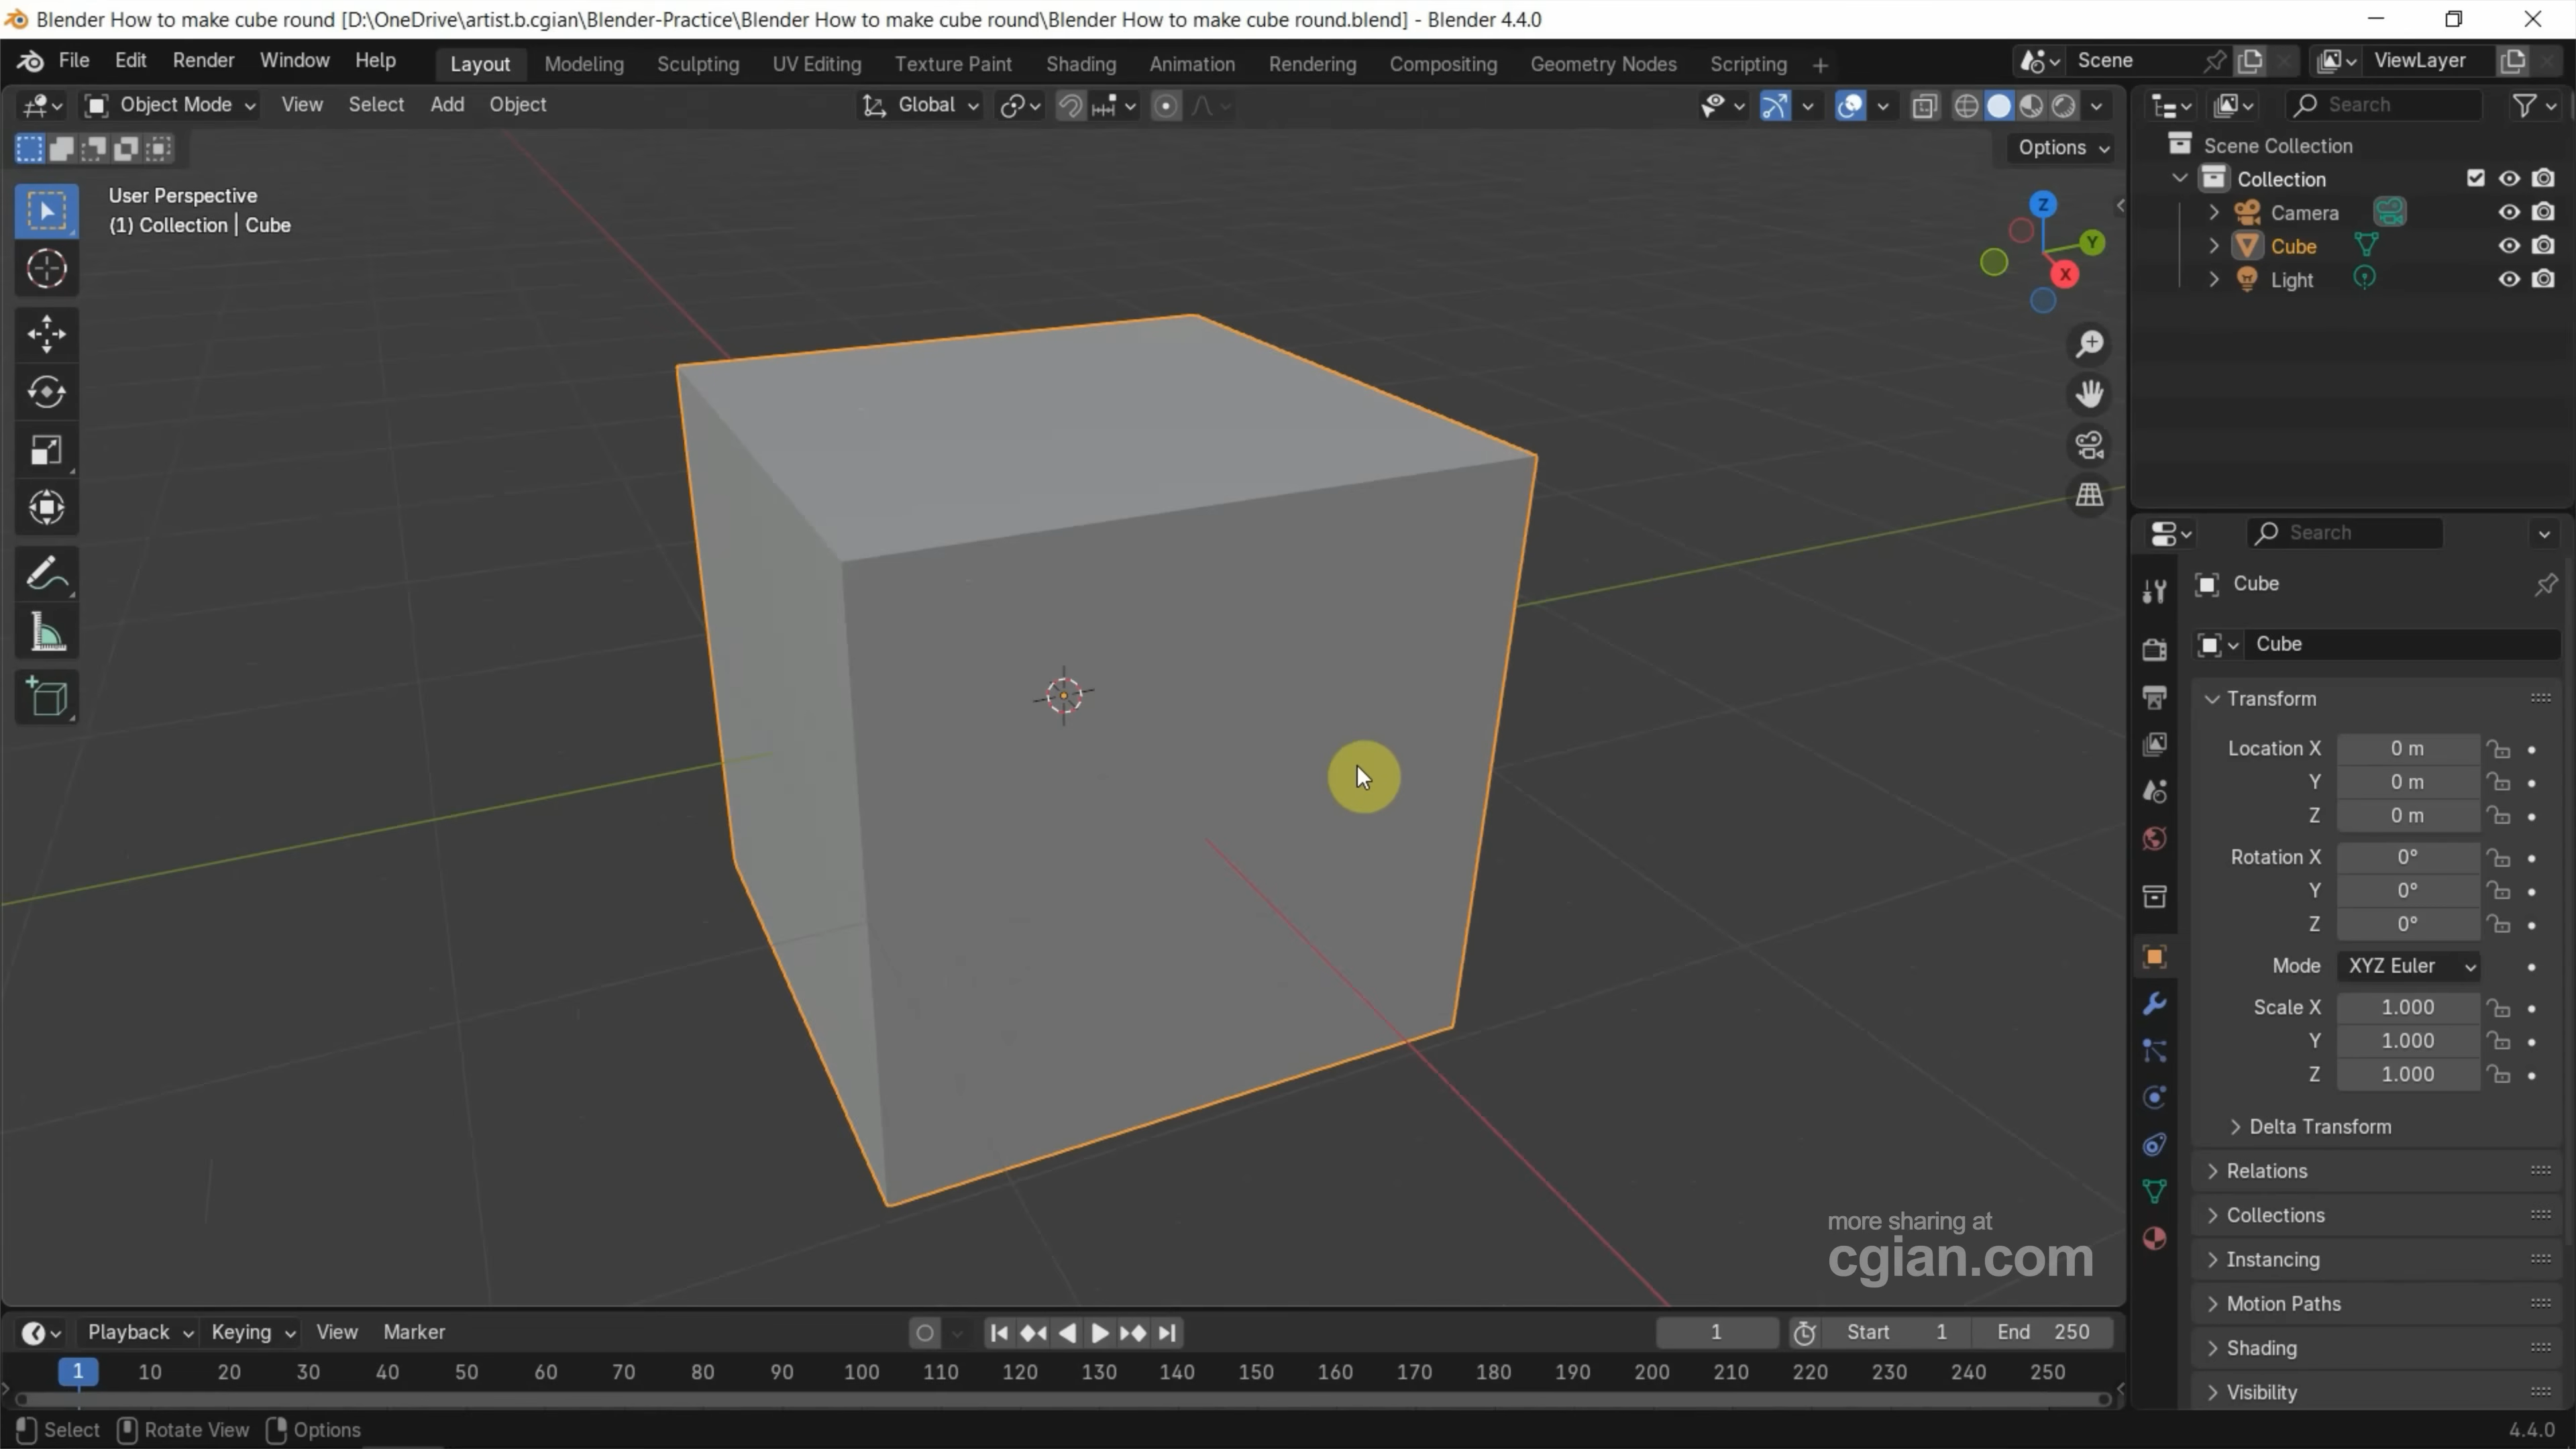 Blender How to make cube round [D:\OneDrive\artist.b.cgian\Blender-Practice\Blender How to make cube round\Blender How to make cube round.blend] - Blender 4.4.0
File Edit Render Window Help Layout Modeling Sculpting UV Editing Texture Paint Shading Animation Rendering Compositing Geometry Nodes Scripting + Scene ViewLayer
Object Mode View Select Add Object Global Search
Options
User Perspective
(1) Collection | Cube
Z
Y
X
Scene Collection
Collection
Camera
Cube
Light
Search
Cube
Cube
Transform
Location X 0 m
Y 0 m
Z 0 m
Rotation X 0°
Y 0°
Z 0°
Mode XYZ Euler
Scale X 1.000
Y 1.000
Z 1.000
Delta Transform
Relations
Collections
Instancing
Motion Paths
Shading
Visibility
more sharing at
cgian.com
Playback Keying View Marker 1 Start 1 End 250
1 10 20 30 40 50 60 70 80 90 100 110 120 130 140 150 160 170 180 190 200 210 220 230 240 250
Select Rotate View Options 4.4.0